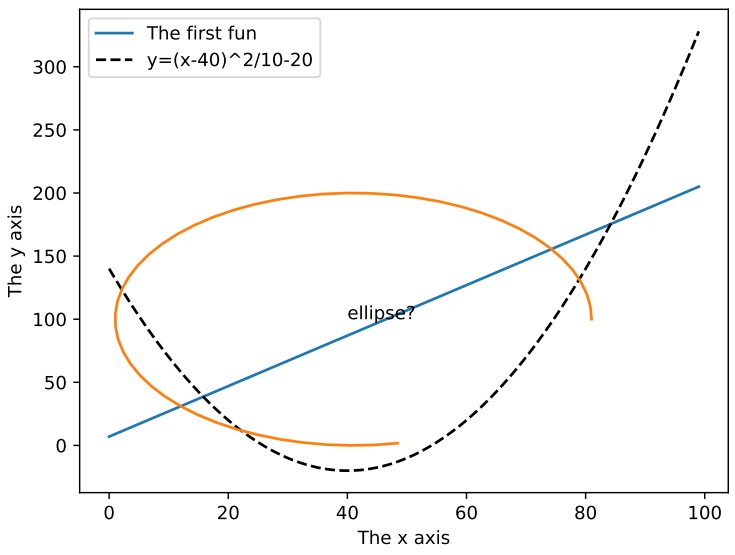 The first fun
y=(x-40)^2/10-20
300
250
200
150
100
50
0
The y axis
ellipse?
0 20 40 60 80 100
The x axis